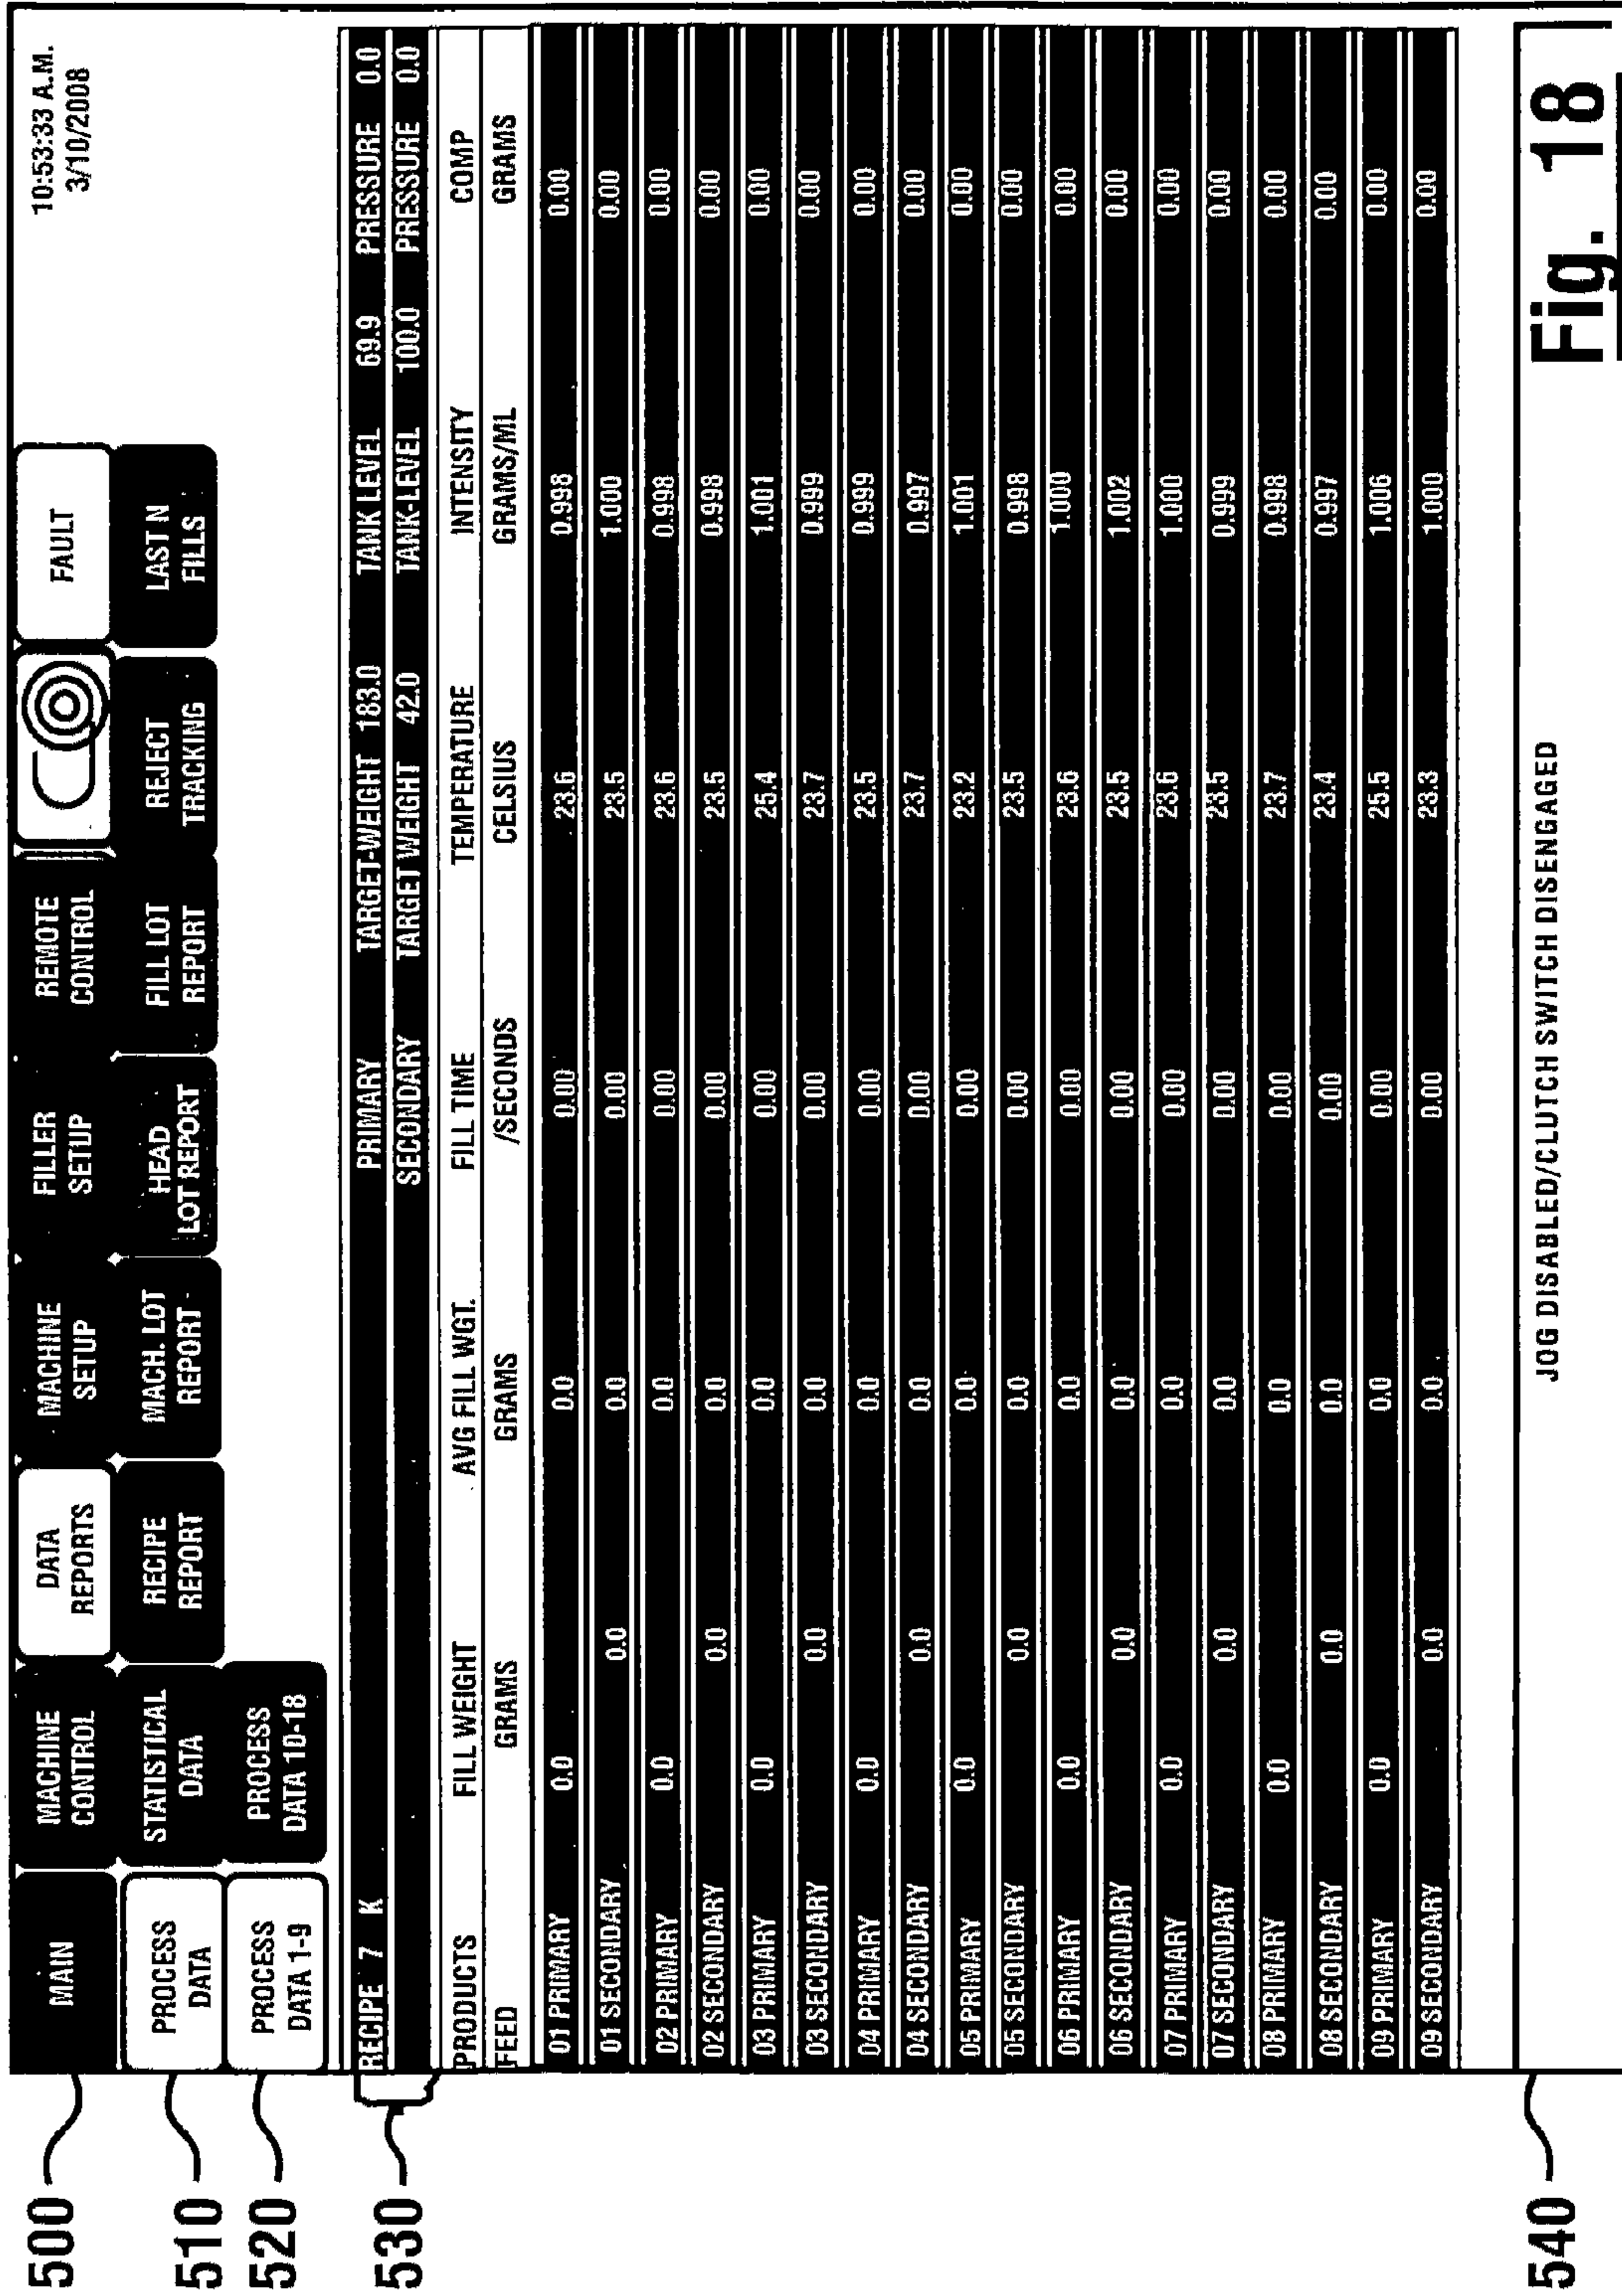 500
MAIN
MACHINE CONTROL
DATA REPORTS
MACHINE SETUP
FILLER SETUP
REMOTE CONTROL
FAULT
10:53:33 A.M.
3/10/2008
510
PROCESS DATA
STATISTICAL DATA
RECIPE REPORT
MACH. LOT REPORT
HEAD LOT REPORT
FILL LOT REPORT
REJECT TRACKING
LAST N FILLS
520
PROCESS DATA 1-9
PROCESS DATA 10-18
530
RECIPE 7 K PRIMARY TARGET-WEIGHT 183.0 TANK LEVEL 69.9 PRESSURE 0.0
SECONDARY TARGET WEIGHT 42.0 TANK-LEVEL 100.0 PRESSURE 0.0
PRODUCTS FILL WEIGHT AVG FILL WGT. FILL TIME TEMPERATURE INTENSITY COMP
FEED GRAMS GRAMS /SECONDS CELSIUS GRAMS/ML GRAMS
01 PRIMARY 0.0 0.0 0.00 23.6 0.998 0.00
01 SECONDARY 0.0 0.0 0.00 23.5 1.000 0.00
02 PRIMARY 0.0 0.0 0.00 23.6 0.998 0.00
02 SECONDARY 0.0 0.0 0.00 23.5 0.998 0.00
03 PRIMARY 0.0 0.0 0.00 25.4 1.001 0.00
03 SECONDARY 0.0 0.0 0.00 23.7 0.999 0.00
04 PRIMARY 0.0 0.0 0.00 23.5 0.999 0.00
04 SECONDARY 0.0 0.0 0.00 23.7 0.997 0.00
05 PRIMARY 0.0 0.0 0.00 23.2 1.001 0.00
05 SECONDARY 0.0 0.0 0.00 23.5 0.998 0.00
06 PRIMARY 0.0 0.0 0.00 23.6 1.000 0.00
06 SECONDARY 0.0 0.0 0.00 23.5 1.002 0.00
07 PRIMARY 0.0 0.0 0.00 23.6 1.000 0.00
07 SECONDARY 0.0 0.0 0.00 23.5 0.999 0.00
08 PRIMARY 0.0 0.0 0.00 23.7 0.998 0.00
08 SECONDARY 0.0 0.0 0.00 23.4 0.997 0.00
09 PRIMARY 0.0 0.0 0.00 25.5 1.006 0.00
09 SECONDARY 0.0 0.0 0.00 23.3 1.000 0.00
540
JOG DISABLED/CLUTCH SWITCH DISENGAGED
Fig. 18